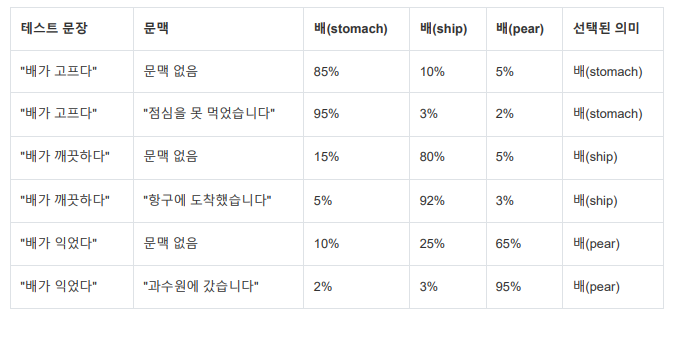 테스트 문장 문맥 배(stomach) 배(ship) 배(pear) 선택된 의미
"배가 고프다" 문맥 없음 85% 10% 5% 배(stomach)
"배가 고프다" "점심을 못 먹었습니다" 95% 3% 2% 배(stomach)
"배가 깨끗하다" 문맥 없음 15% 80% 5% 배(ship)
"배가 깨끗하다" "항구에 도착했습니다" 5% 92% 3% 배(ship)
"배가 익었다" 문맥 없음 10% 25% 65% 배(pear)
"배가 익었다" "과수원에 갔습니다" 2% 3% 95% 배(pear)